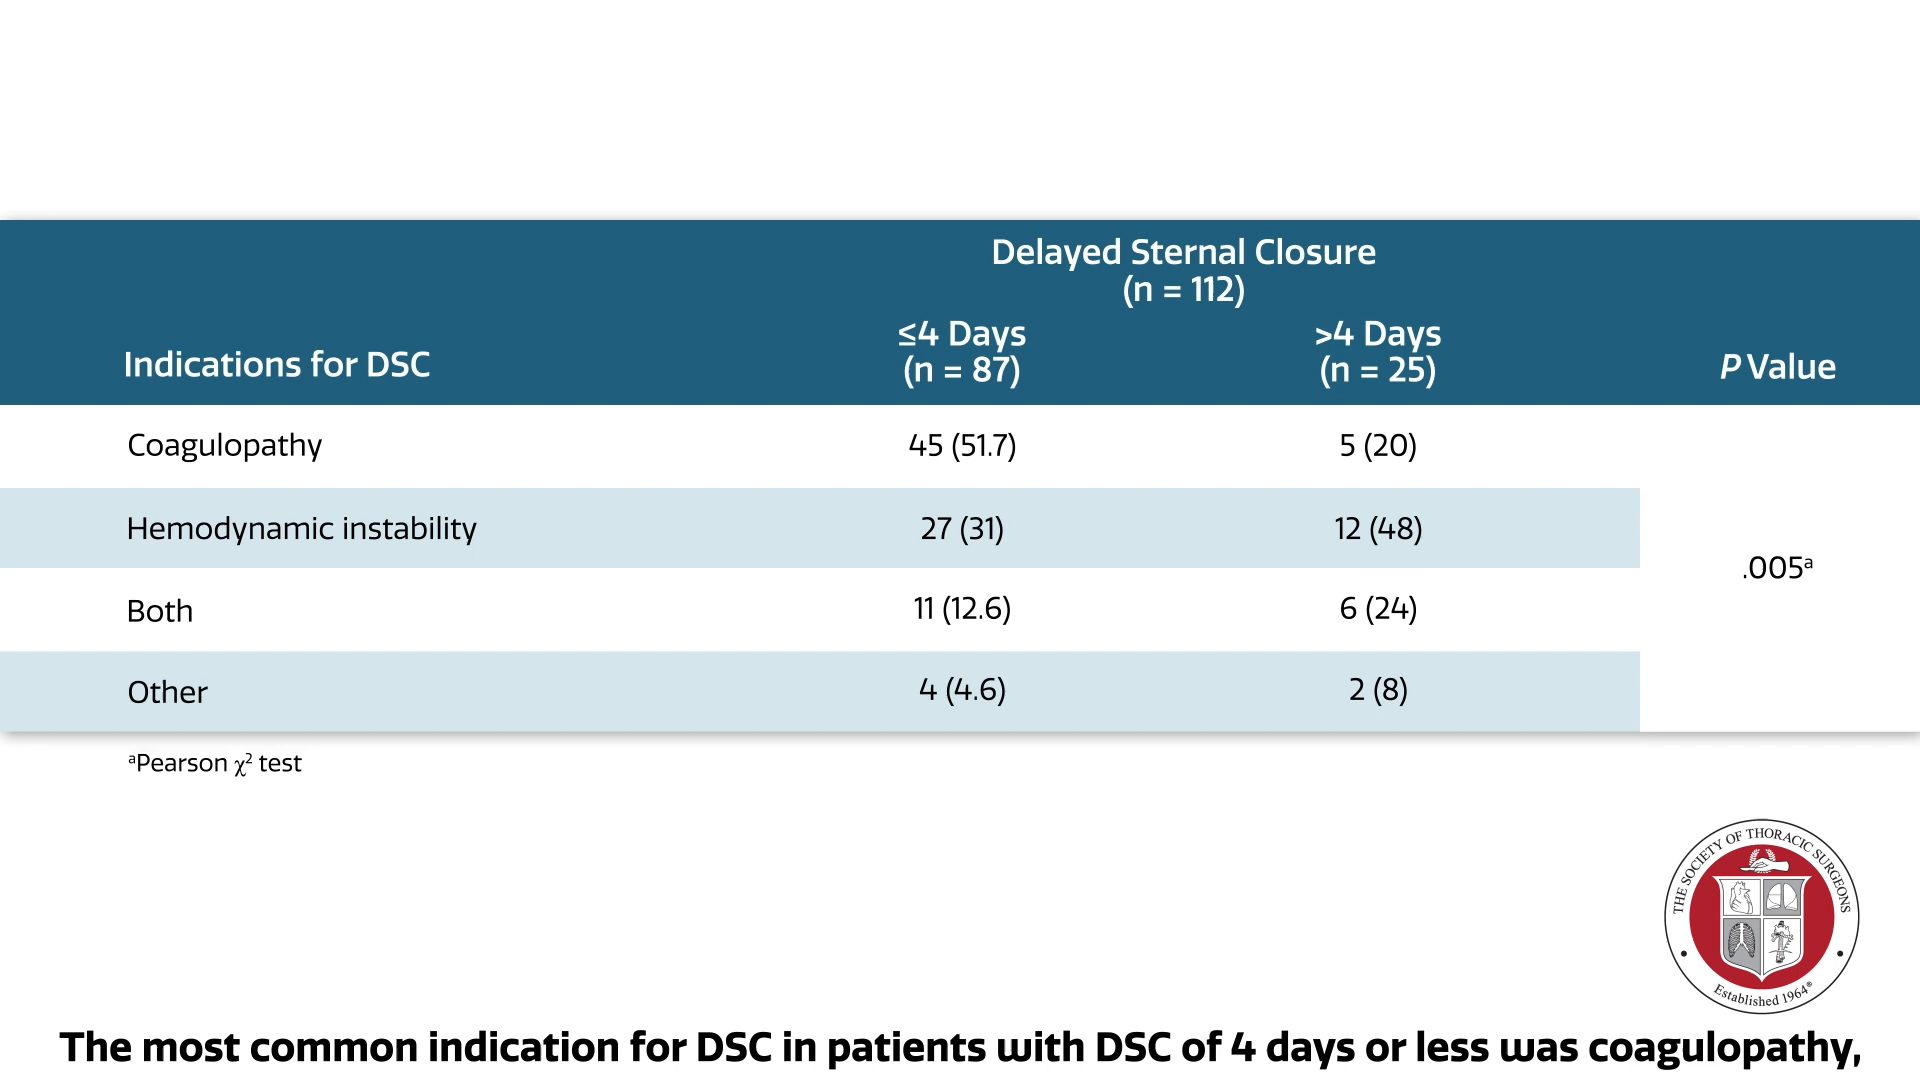 Delayed Sternal Closure
(n = 112)
Indications for DSC
≤4 Days
(n = 87)
>4 Days
(n = 25)
P Value
Coagulopathy 45 (51.7) 5 (20)
Hemodynamic instability 27 (31) 12 (48)
.005ᵃ
Both 11 (12.6) 6 (24)
Other 4 (4.6) 2 (8)
ᵃPearson χ² test
THE SOCIETY OF THORACIC SURGEONS
Established 1964®
The most common indication for DSC in patients with DSC of 4 days or less was coagulopathy,